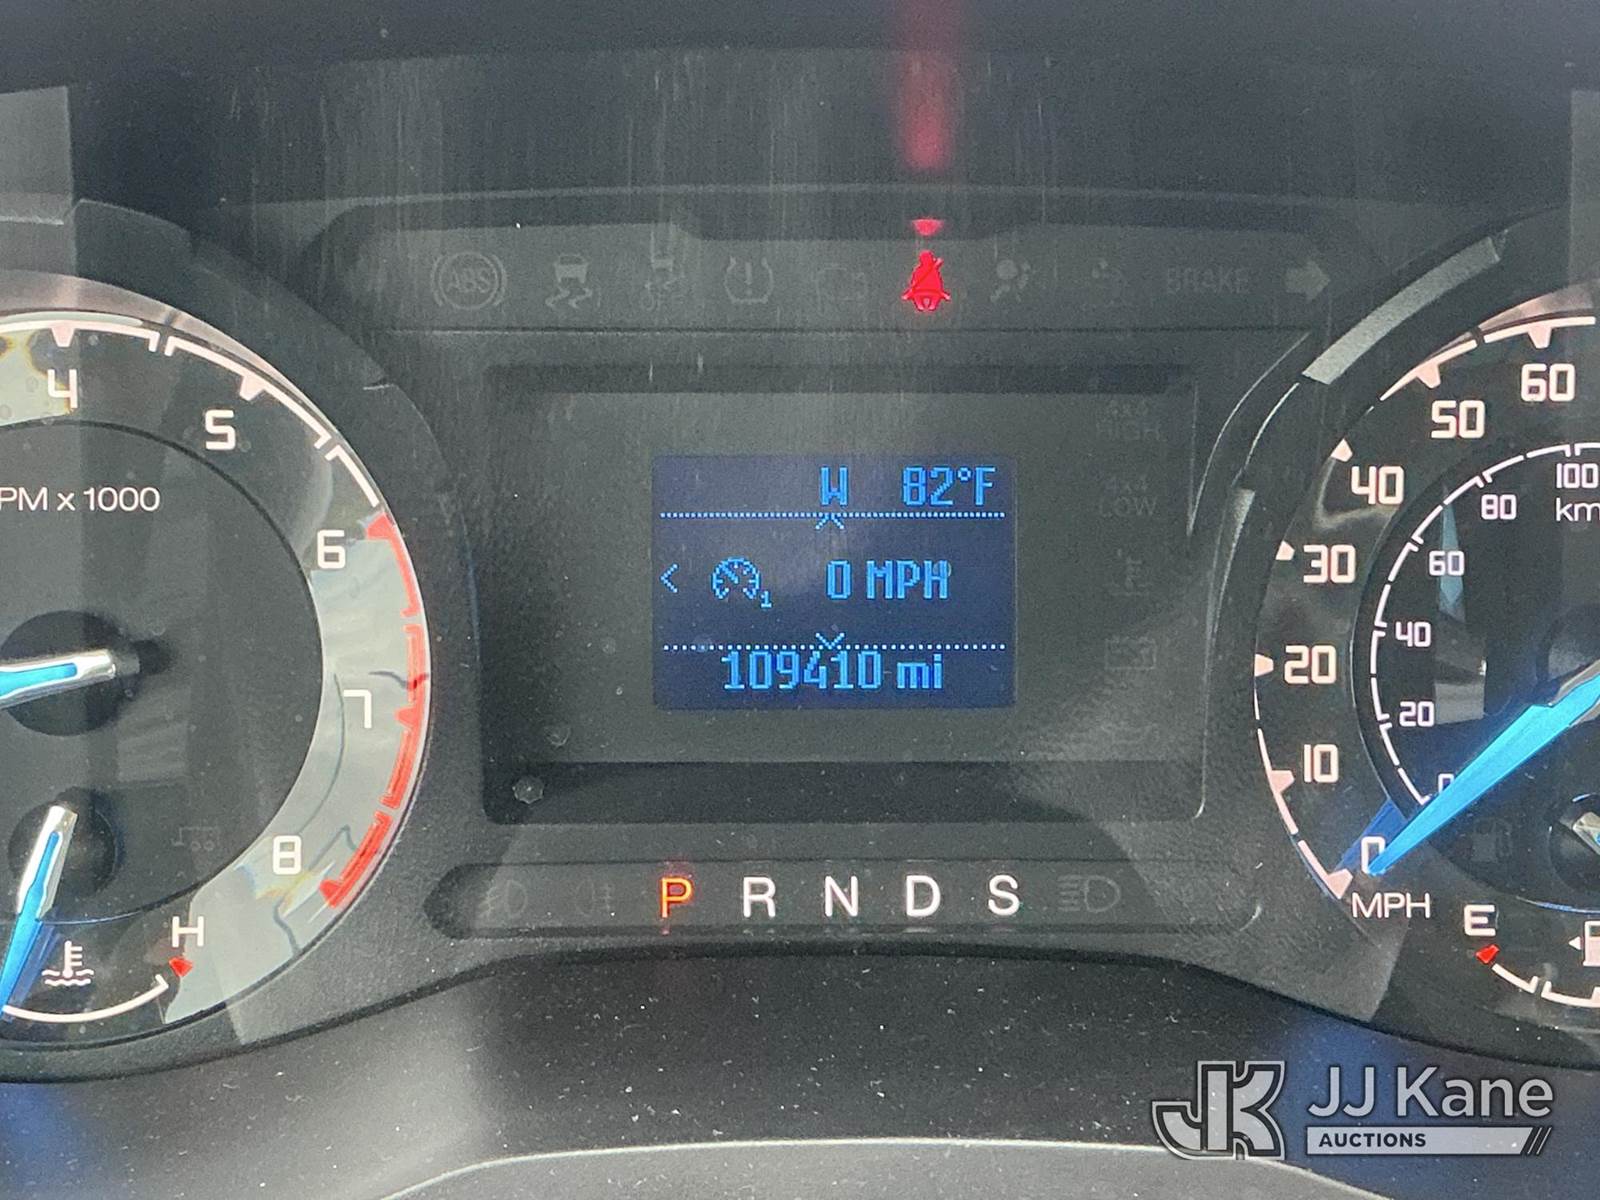 ABS
BRAKE
4x4 HIGH
4x4 LOW
4
5
6
7
8
PM x 1000
H
W 82°F
0 MPH
1
109410 mi
P R N D S
60
50
40
30
20
10
0
MPH
100
80
60
40
20
0
km
E
JJ Kane
AUCTIONS